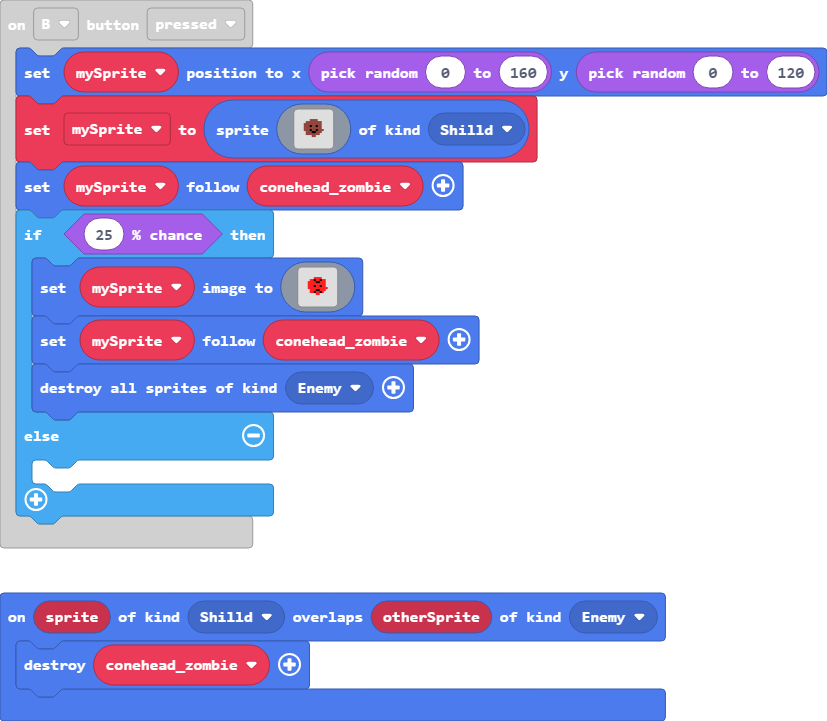 on B button pressed
set mySprite position to x pick random 0 to 160 y pick random 0 to 120
set mySprite to sprite of kind Shilld
set mySprite follow conehead_zombie
if 25 % chance then
set mySprite image to
set mySprite follow conehead_zombie
destroy all sprites of kind Enemy
else
on sprite of kind Shilld overlaps otherSprite of kind Enemy
destroy conehead_zombie